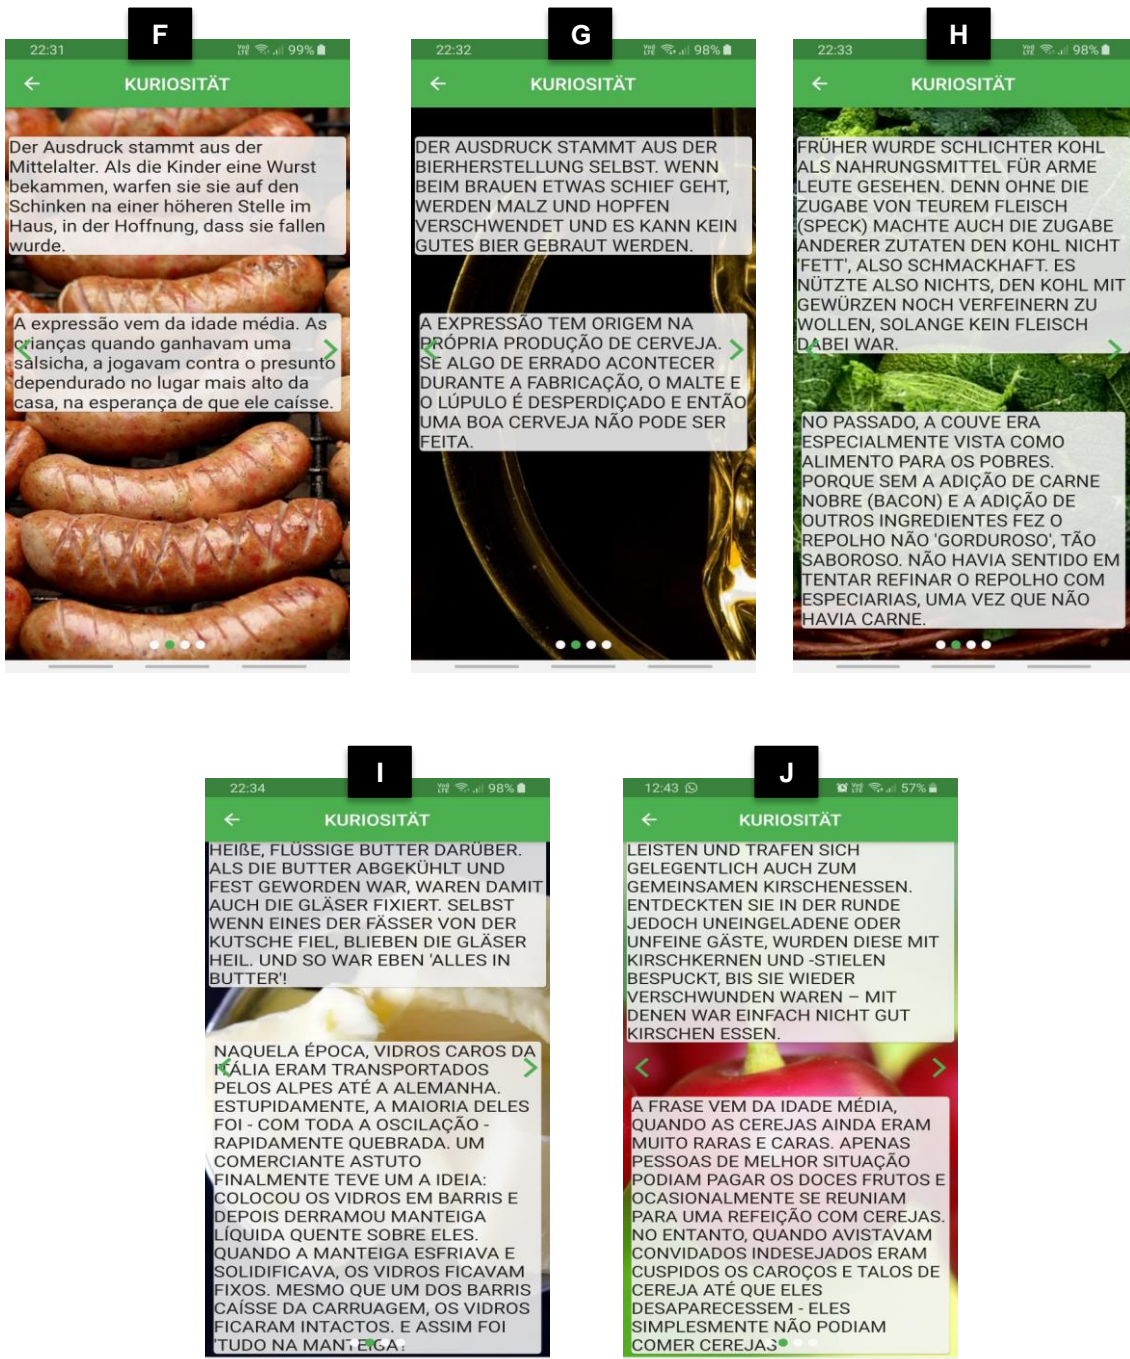 F
22:31
99%
KURIOSITÄT
Der Ausdruck stammt aus der
Mittelalter. Als die Kinder eine Wurst
bekammen, warfen sie sie auf den
Schinken na einer höheren Stelle im
Haus, in der Hoffnung, dass sie fallen
wurde.
A expressão vem da idade média. As
crianças quando ganhavam uma
salsicha, a jogavam contra o presunto
dependurado no lugar mais alto da
casa, na esperança de que ele caísse.
G
22:32
98%
KURIOSITÄT
DER AUSDRUCK STAMMT AUS DER
BIERHERSTELLUNG SELBST. WENN
BEIM BRAUEN ETWAS SCHIEF GEHT,
WERDEN MALZ UND HOPFEN
VERSCHWENDET UND ES KANN KEIN
GUTES BIER GEBRAUT WERDEN.
A EXPRESSÃO TEM ORIGEM NA
PRÓPRIA PRODUÇÃO DE CERVEJA.
SE ALGO DE ERRADO ACONTECER
DURANTE A FABRICAÇÃO, O MALTE E
O LÚPULO É DESPERDIÇADO E ENTÃO
UMA BOA CERVEJA NÃO PODE SER
FEITA.
H
22:33
98%
KURIOSITÄT
FRÜHER WURDE SCHLICHTER KOHL
ALS NAHRUNGSMITTEL FÜR ARME
LEUTE GESEHEN. DENN OHNE DIE
ZUGABE VON TEUREM FLEISCH
(SPECK) MACHTE AUCH DIE ZUGABE
ANDERER ZUTATEN DEN KOHL NICHT
'FETT', ALSO SCHMACKHAFT. ES
NÜTZTE ALSO NICHTS, DEN KOHL MIT
GEWÜRZEN NOCH VERFEINERN ZU
WOLLEN, SOLANGE KEIN FLEISCH
DABEI WAR.
NO PASSADO, A COUVE ERA
ESPECIALMENTE VISTA COMO
ALIMENTO PARA OS POBRES.
PORQUE SEM A ADIÇÃO DE CARNE
NOBRE (BACON) E A ADIÇÃO DE
OUTROS INGREDIENTES FEZ O
REPOLHO NÃO 'GORDUROSO', TÃO
SABOROSO. NÃO HAVIA SENTIDO EM
TENTAR REFINAR O REPOLHO COM
ESPECIARIAS, UMA VEZ QUE NÃO
HAVIA CARNE.
I
22:34
98%
KURIOSITÄT
HEIßE, FLÜSSIGE BUTTER DARÜBER.
ALS DIE BUTTER ABGEKÜHLT UND
FEST GEWORDEN WAR, WAREN DAMIT
AUCH DIE GLÄSER FIXIERT. SELBST
WENN EINES DER FÄSSER VON DER
KUTSCHE FIEL, BLIEBEN DIE GLÄSER
HEIL. UND SO WAR EBEN 'ALLES IN
BUTTER'!
NAQUELA ÉPOCA, VIDROS CAROS DA
ITÁLIA ERAM TRANSPORTADOS
PELOS ALPES ATÉ A ALEMANHA.
ESTUPIDAMENTE, A MAIORIA DELES
FOI - COM TODA A OSCILAÇÃO -
RAPIDAMENTE QUEBRADA. UM
COMERCIANTE ASTUTO
FINALMENTE TEVE UM A IDEIA:
COLOCOU OS VIDROS EM BARRIS E
DEPOIS DERRAMOU MANTEIGA
LÍQUIDA QUENTE SOBRE ELES.
QUANDO A MANTEIGA ESFRIAVA E
SOLIDIFICAVA, OS VIDROS FICAVAM
FIXOS. MESMO QUE UM DOS BARRIS
CAÍSSE DA CARRUAGEM, OS VIDROS
FICARAM INTACTOS. E ASSIM FOI
'TUDO NA MANTEIGA'.
J
12:43
57%
KURIOSITÄT
LEISTEN UND TRAFEN SICH
GELEGENTLICH AUCH ZUM
GEMEINSAMEN KIRSCHENESSEN.
ENTDECKTEN SIE IN DER RUNDE
JEDOCH UNEINGELADENE ODER
UNFEINE GÄSTE, WURDEN DIESE MIT
KIRSCHKERNEN UND -STIELEN
BESPUCKT, BIS SIE WIEDER
VERSCHWUNDEN WAREN – MIT
DENEN WAR EINFACH NICHT GUT
KIRSCHEN ESSEN.
A FRASE VEM DA IDADE MÉDIA,
QUANDO AS CEREJAS AINDA ERAM
MUITO RARAS E CARAS. APENAS
PESSOAS DE MELHOR SITUAÇÃO
PODIAM PAGAR OS DOCES FRUTOS E
OCASIONALMENTE SE REUNIAM
PARA UMA REFEIÇÃO COM CEREJAS.
NO ENTANTO, QUANDO AVISTAVAM
CONVIDADOS INDESEJADOS ERAM
CUSPIDOS OS CAROÇOS E TALOS DE
CEREJA ATÉ QUE ELES
DESAPARECESSEM - ELES
SIMPLESMENTE NÃO PODIAM
COMER CEREJAS